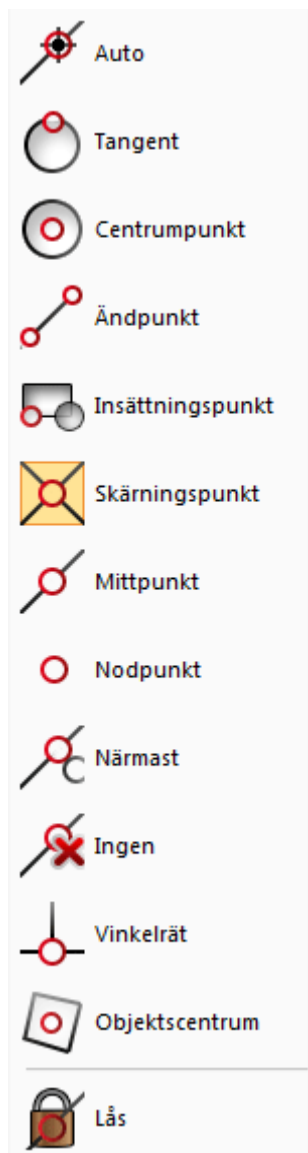 Auto
Tangent
Centrumpunkt
Ändpunkt
Insättningspunkt
Skärningspunkt
Mittpunkt
Nodpunkt
Närmast
Ingen
Vinkelrät
Objektscentrum
Lås